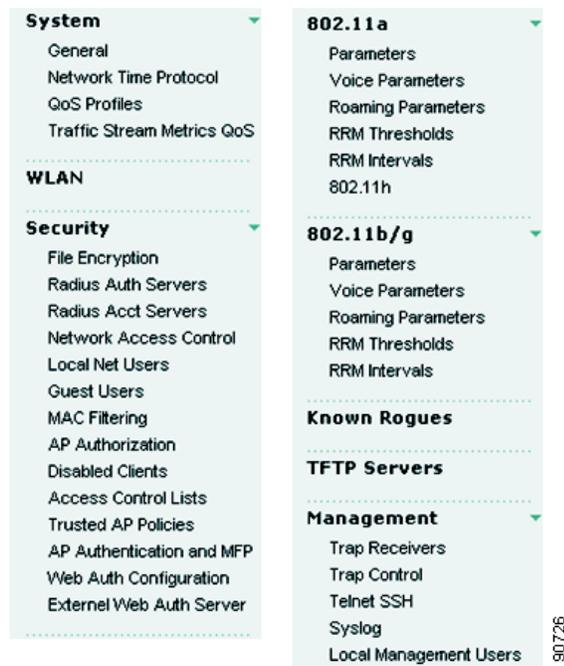 System
General
Network Time Protocol
QoS Profiles
Traffic Stream Metrics QoS
WLAN
Security
File Encryption
Radius Auth Servers
Radius Acct Servers
Network Access Control
Local Net Users
Guest Users
MAC Filtering
AP Authorization
Disabled Clients
Access Control Lists
Trusted AP Policies
AP Authentication and MFP
Web Auth Configuration
Externel Web Auth Server
802.11a
Parameters
Voice Parameters
Roaming Parameters
RRM Thresholds
RRM Intervals
802.11h
802.11b/g
Parameters
Voice Parameters
Roaming Parameters
RRM Thresholds
RRM Intervals
Known Rogues
TFTP Servers
Management
Trap Receivers
Trap Control
Telnet SSH
Syslog
Local Management Users
90726